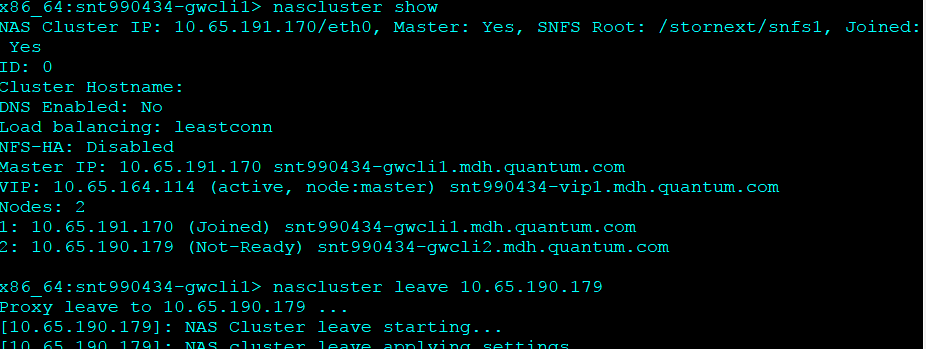 x86_64:snt990434-gwcli1> nascluster show
NAS Cluster IP: 10.65.191.170/eth0, Master: Yes, SNFS Root: /stornext/snfs1, Joined:
Yes
ID: 0
Cluster Hostname:
DNS Enabled: No
Load balancing: leastconn
NFS-HA: Disabled
Master IP: 10.65.191.170 snt990434-gwcli1.mdh.quantum.com
VIP: 10.65.164.114 (active, node:master) snt990434-vip1.mdh.quantum.com
Nodes: 2
1: 10.65.191.170 (Joined) snt990434-gwcli1.mdh.quantum.com
2: 10.65.190.179 (Not-Ready) snt990434-gwcli2.mdh.quantum.com
x86_64:snt990434-gwcli1> nascluster leave 10.65.190.179
Proxy leave to 10.65.190.179 ...
[10.65.190.179]: NAS Cluster leave starting...
[10.65.190.179]: NAS cluster leave applying settings